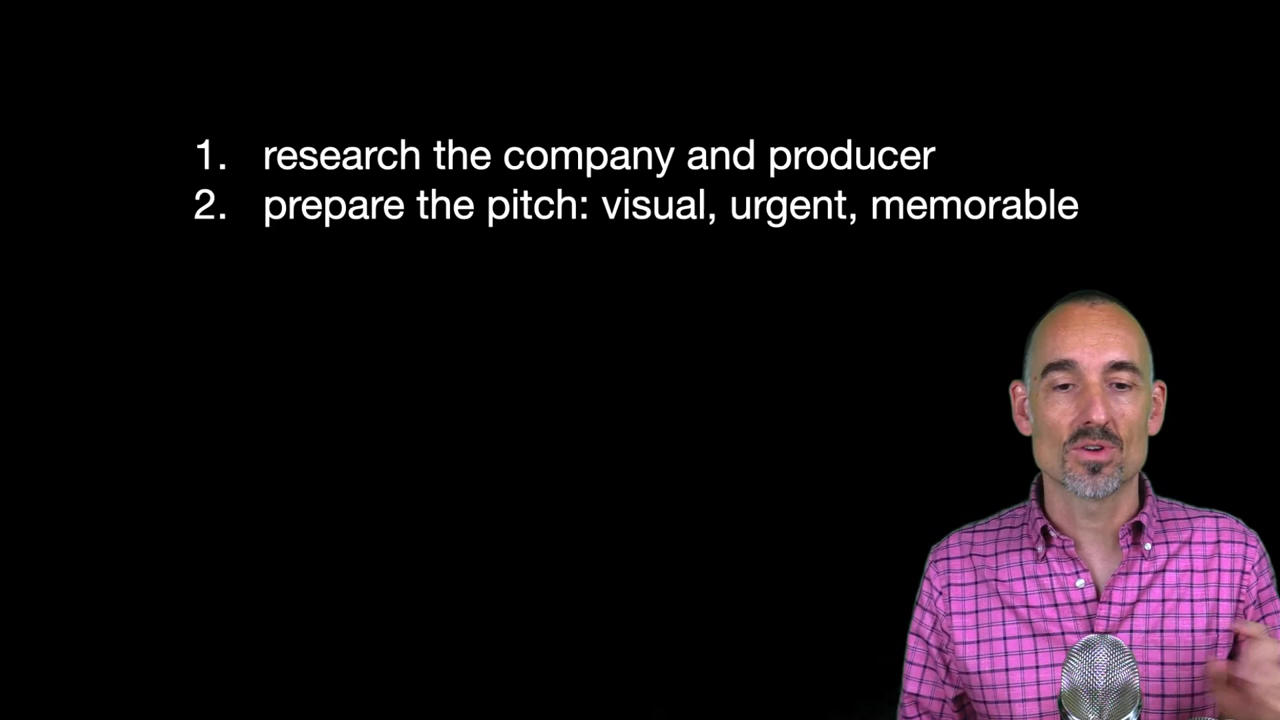 1. research the company and producer
2. prepare the pitch: visual, urgent, memorable